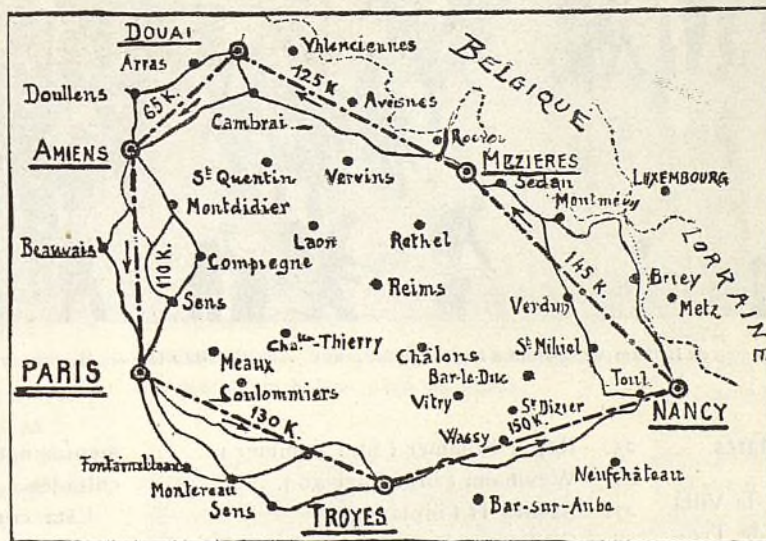 DOUAI
Valenciennes
BELGIQUE
Arras
Doullens
65 K.
125 K
Avesnes
Cambrai
Rocroi
AMIENS
MEZIERES
St Quentin
Vervins
Sedan
Montmédy
LUXEMBOURG
Montdidier
LORRAINE
Beauvais
110 K.
Laon
Rethel
Compiegne
145 K.
Briey
Reims
Metz
Sens
Verdun
Chau-Thierry
Châlons
St Mihiel
PARIS
Meaux
Bar-le-Duc
Toul
Coulommiers
Vitry
St Dizier
NANCY
130 K.
150 K.
Wassy
Fontainebleau
Neufchâteau
Montereau
Sens
TROYES
Bar-sur-Aube